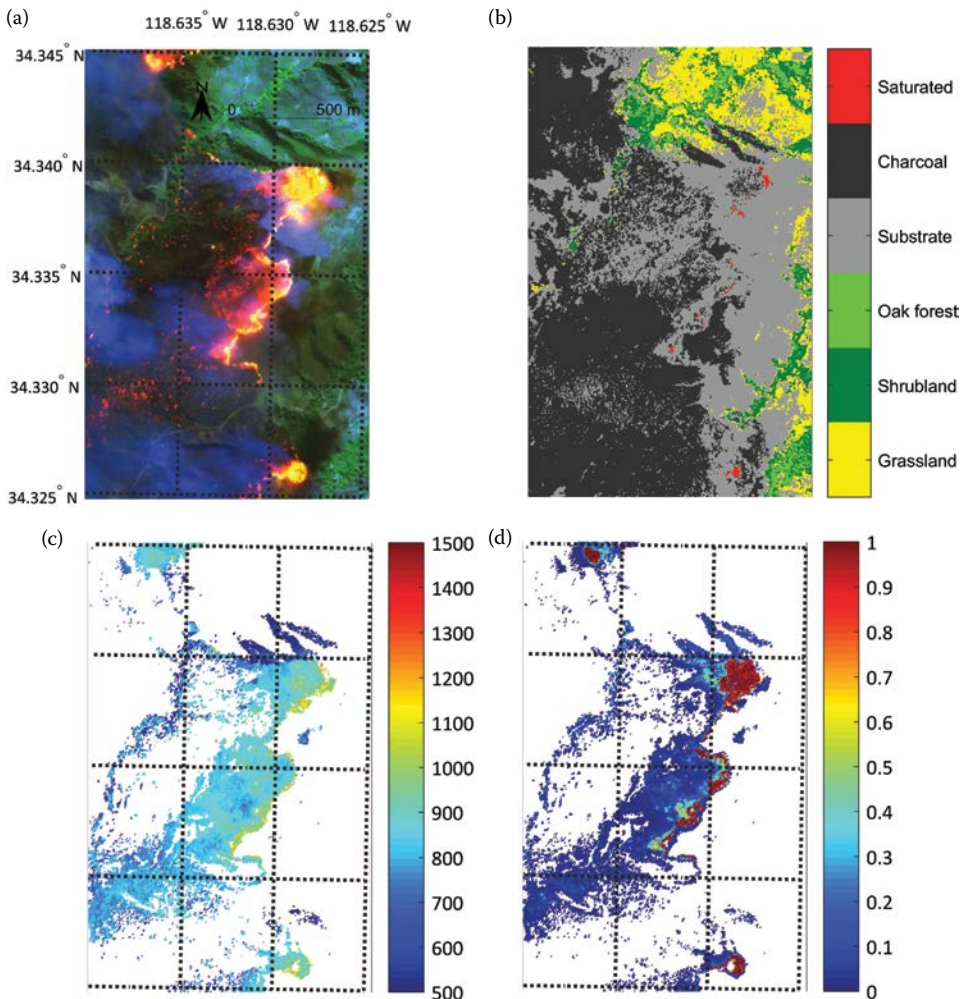 (a)
118.635° W 118.630° W 118.625° W
34.345° N
34.340° N
34.335° N
34.330° N
34.325° N
N
0 500 m
(b)
Saturated
Charcoal
Substrate
Oak forest
Shrubland
Grassland
(c)
1500
1400
1300
1200
1100
1000
900
800
700
600
500
(d)
1
0.9
0.8
0.7
0.6
0.5
0.4
0.3
0.2
0.1
0